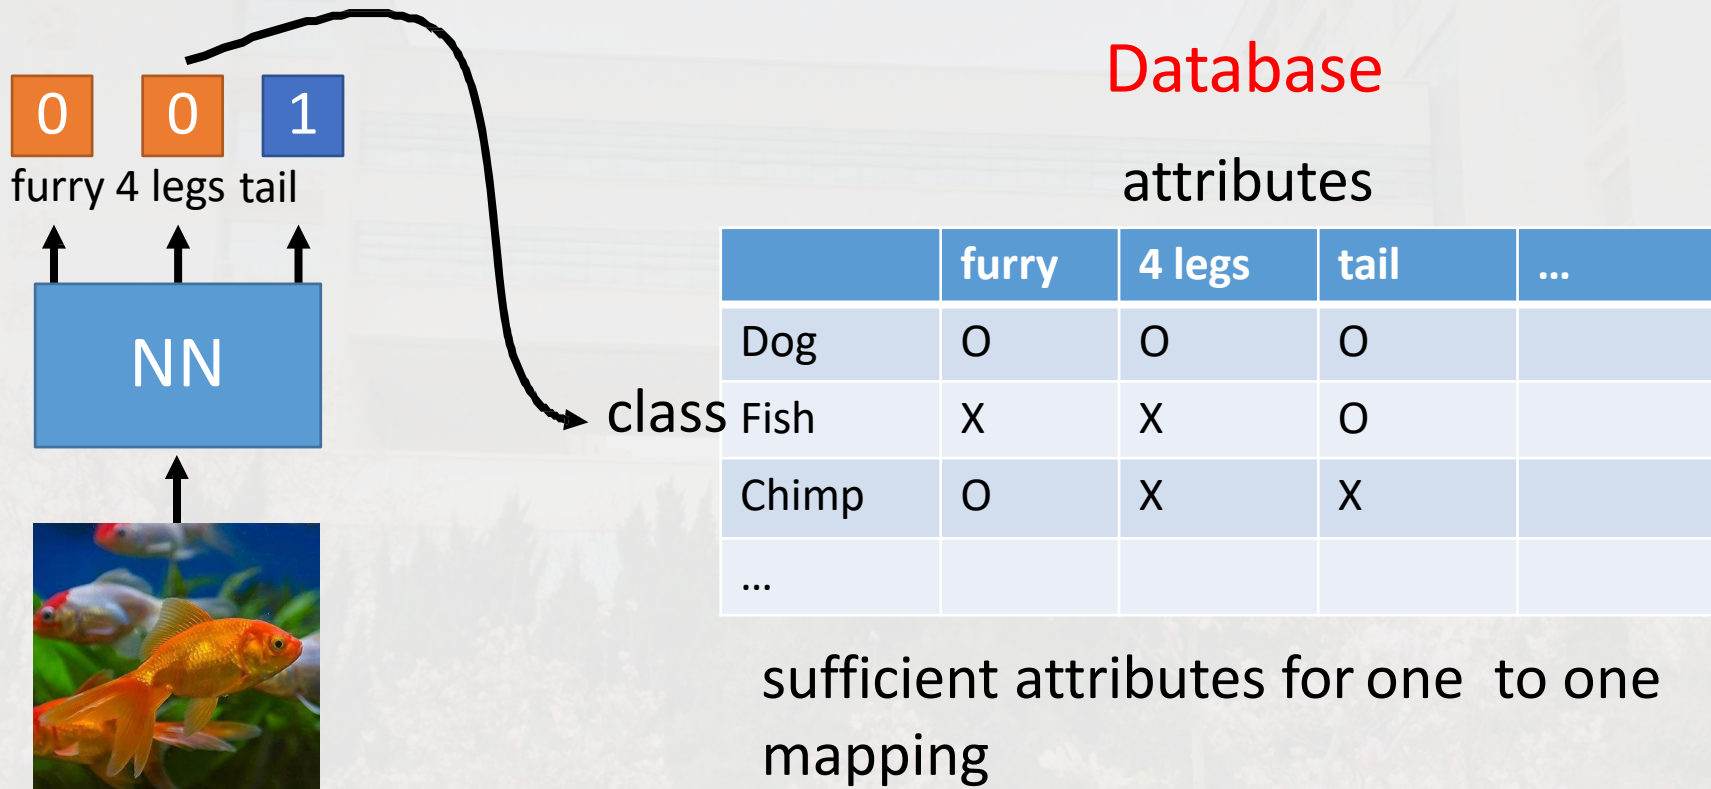 0 0 1
furry 4 legs tail
NN
Database
attributes
class
furry 4 legs tail ...
Dog O O O
Fish X X O
Chimp O X X
...
sufficient attributes for one to one
mapping